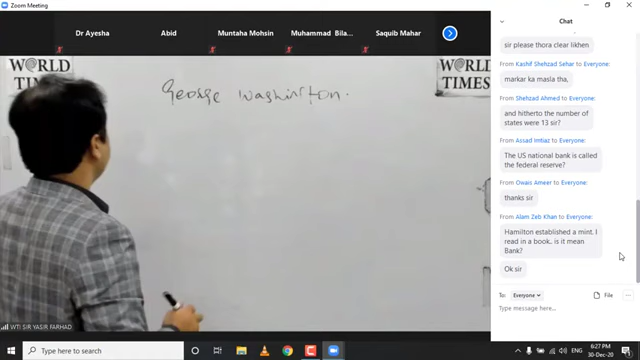 Zoom Meeting
Dr Ayesha
Abid
Muntaha Mohsin
Muhammad Bila...
Saquib Mahar
W@RLD
TIMES
W@RLD
TIMES
George Washinton.
WTI SIR YASIR FARHAD
Chat
sir please thora clear likhen
From Kashif Shehzad Sehar to Everyone:
markar ka masla tha,
From Shehzad Ahmed to Everyone:
and hitherto the number of
states were 13 sir?
From Assad Imtiaz to Everyone:
The US national bank is called
the federal reserve?
From Owais Ameer to Everyone:
thanks sir
From Alam Zeb Khan to Everyone:
Hamilton established a mint. I
read in a book.. is it mean
Bank?
Ok sir
To: Everyone
File
...
Type message here...
Type here to search
6:27 PM
30-Dec-20